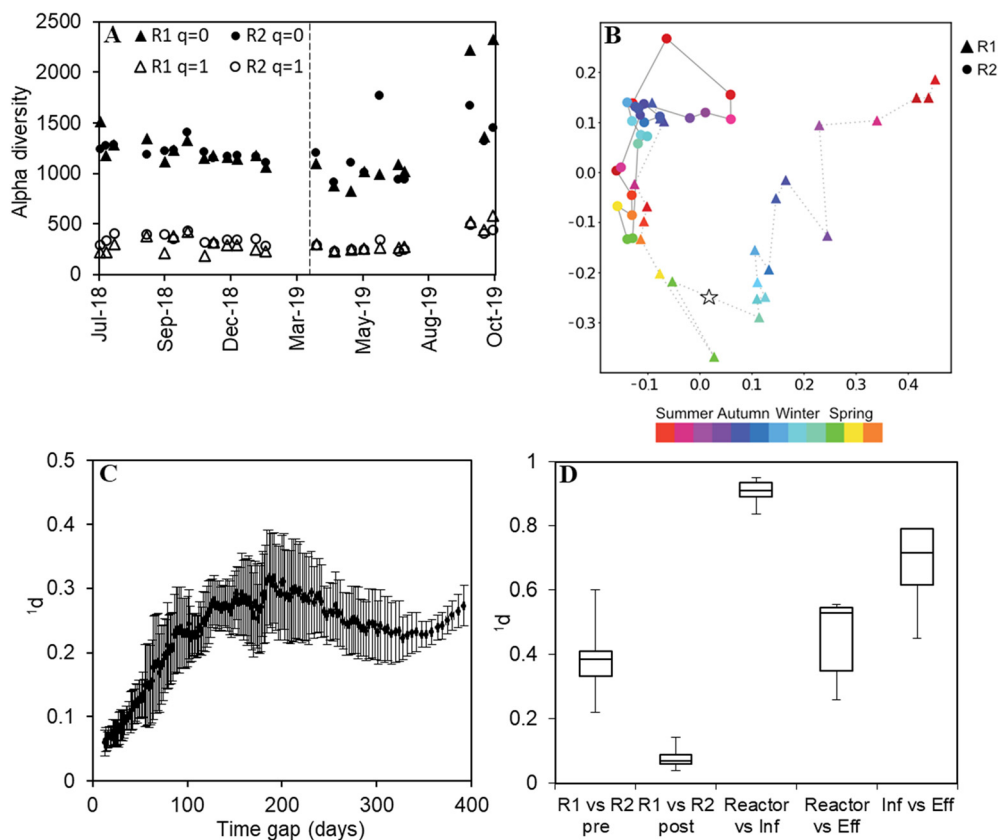 A
▲ R1 q=0 ● R2 q=0
△ R1 q=1 ○ R2 q=1
Alpha diversity
2500
2000
1500
1000
500
0
Jul-18
Sep-18
Dec-18
Mar-19
May-19
Aug-19
Oct-19
B
▲ R1
● R2
0.2
0.1
0.0
-0.1
-0.2
-0.3
-0.1 0.0 0.1 0.2 0.3 0.4
Summer Autumn Winter Spring
C
¹d
0.5
0.4
0.3
0.2
0.1
0
0 100 200 300 400
Time gap (days)
D
¹d
1
0.8
0.6
0.4
0.2
0
R1 vs R2 pre
R1 vs R2 post
Reactor vs Inf
Reactor vs Eff
Inf vs Eff